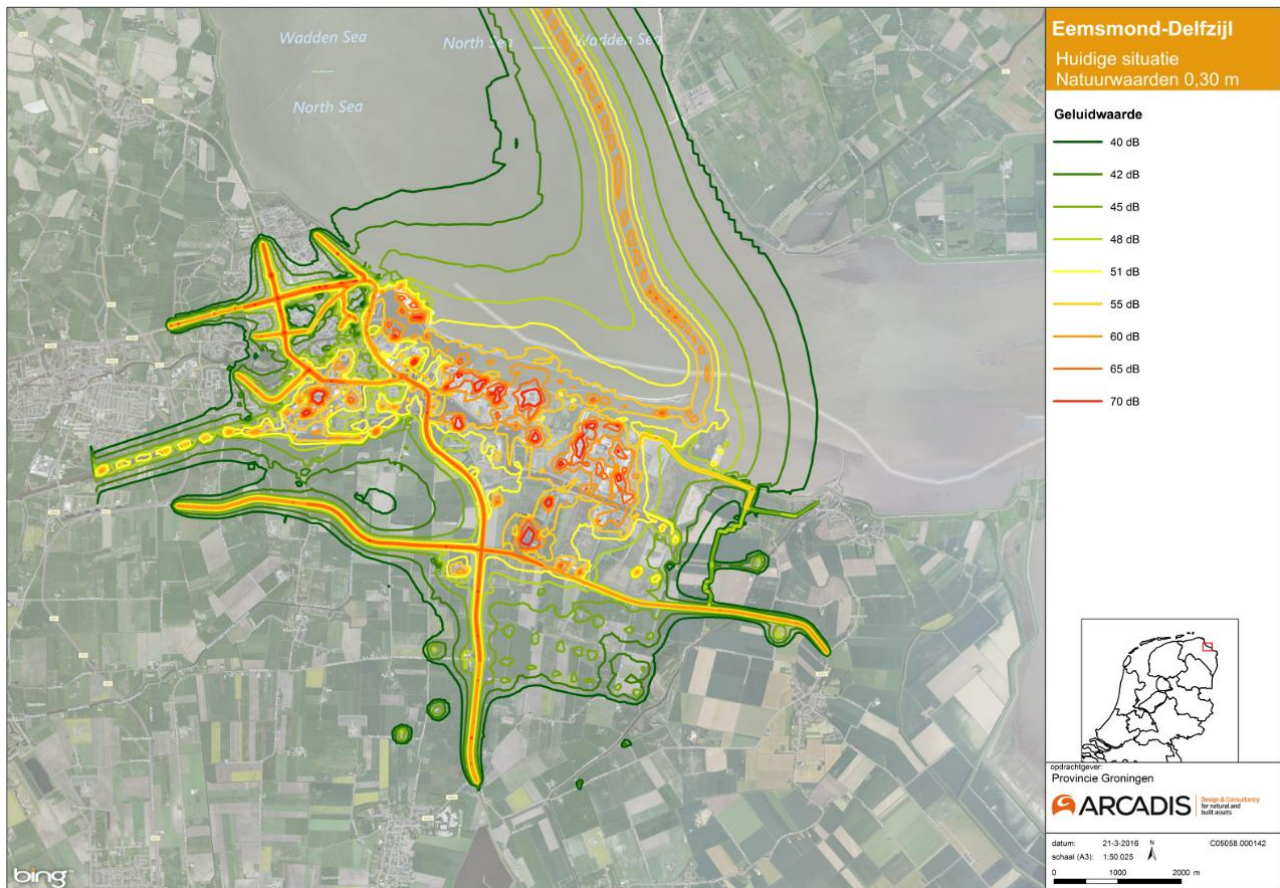 Wadden Sea
North Sea
Wadden Sea
North Sea
Eemsmond-Delfzijl
Huidige situatie
Natuurwaarden 0,30 m
Geluidwaarde
40 dB
42 dB
45 dB
48 dB
51 dB
55 dB
60 dB
65 dB
70 dB
opdrachtgever:
Provincie Groningen
ARCADIS
Design & Consultancy
for natural and
built assets
datum: 21-3-2016 N C05058.000142
schaal (A3): 1:50.025
0 1000 2000 m
bing